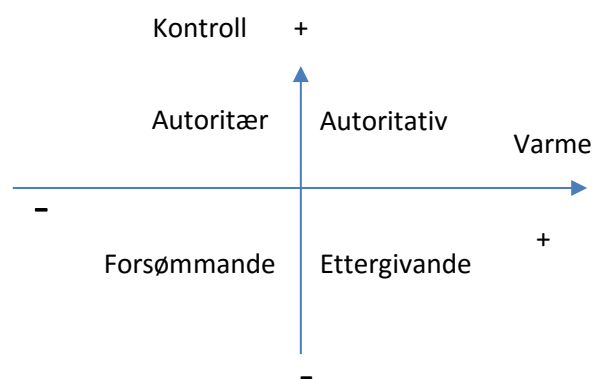 Kontroll +
Autoritær Autoritativ
Varme
-
+
Forsømmande Ettergivande
-